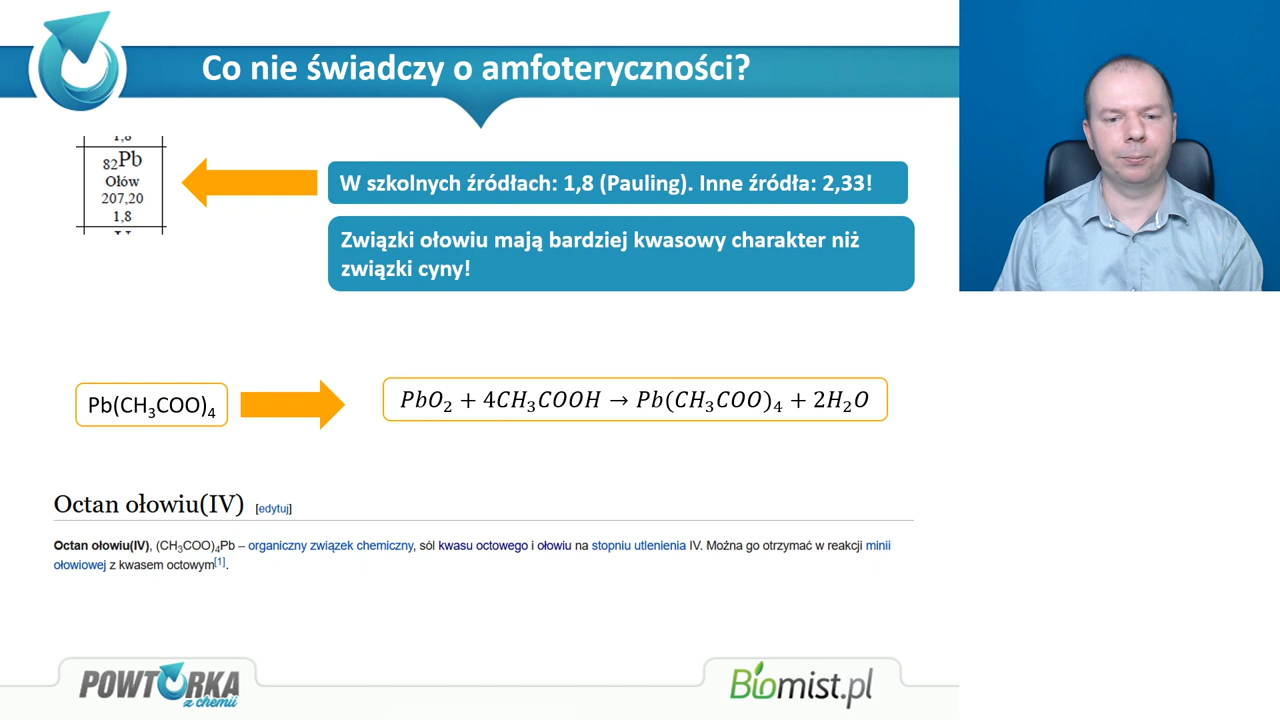 Co nie świadczy o amfoteryczności?
1,8
82Pb
Ołów
207,20
1,8
W szkolnych źródłach: 1,8 (Pauling). Inne źródła: 2,33!
Związki ołowiu mają bardziej kwasowy charakter niż
związki cyny!
Pb(CH₃COO)₄
PbO₂ + 4CH₃COOH → Pb(CH₃COO)₄ + 2H₂O
Octan ołowiu(IV) [edytuj]
Octan ołowiu(IV), (CH₃COO)₄Pb – organiczny związek chemiczny, sól kwasu octowego i ołowiu na stopniu utlenienia IV. Można go otrzymać w reakcji minii
ołowiowej z kwasem octowym[1].
POWTÓRKA
z chemii
Biomist.pl